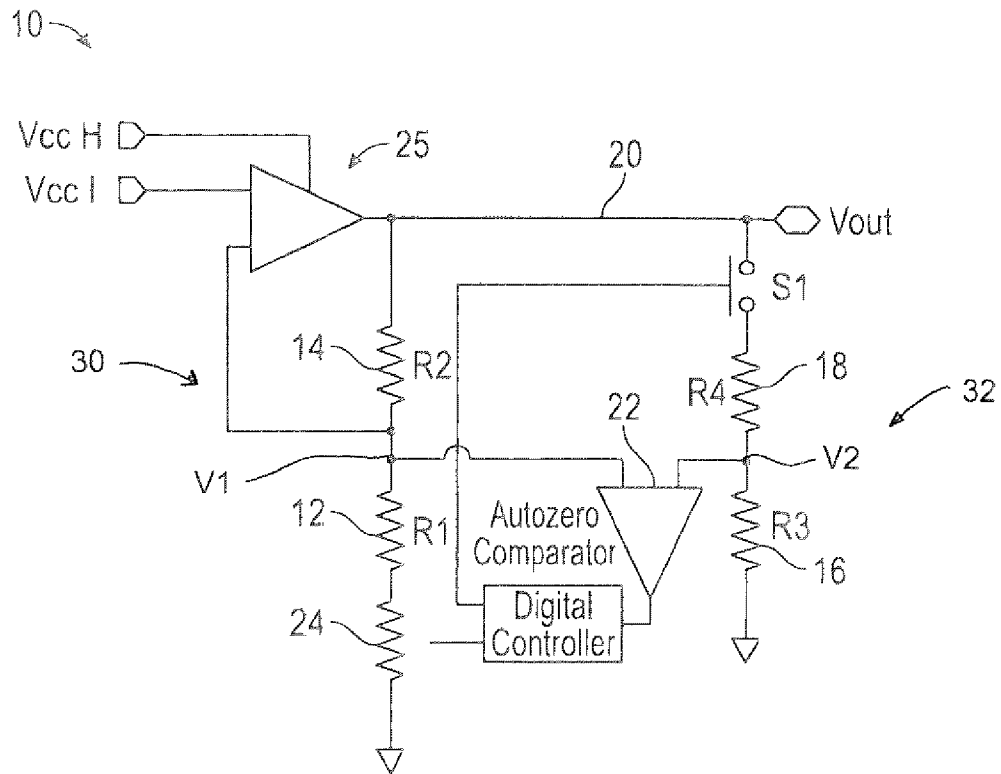 10
Vcc H
25
20
Vcc I
Vout
S1
30
14
R2
18
R4
32
22
V1
V2
12
R1
Autozero
Comparator
R3
16
24
Digital
Controller